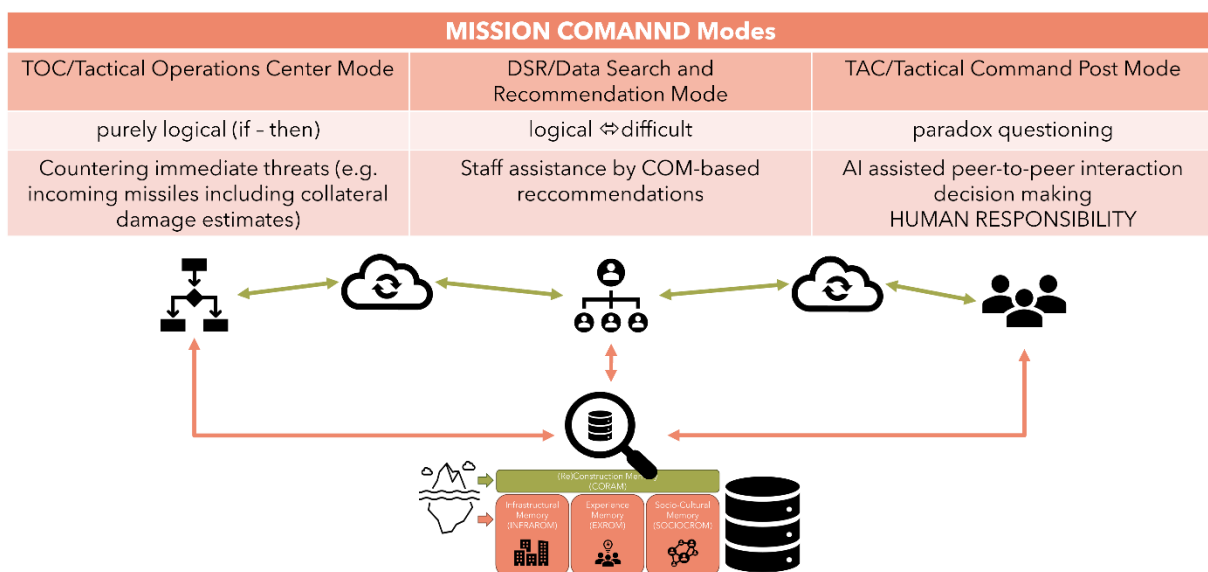 MISSION COMANND Modes
TOC/Tactical Operations Center Mode
DSR/Data Search and
Recommendation Mode
TAC/Tactical Command Post Mode
purely logical (if – then)
logical ⇔difficult
paradox questioning
Countering immediate threats (e.g.
incoming missiles including collateral
damage estimates)
Staff assistance by COM-based
reccommendations
AI assisted peer-to-peer interaction
decision making
HUMAN RESPONSIBILITY
(Re)Construction
(CORAM)
Infrastructural
Memory
(INFRAROM)
Experience
Memory
(EXROM)
Socio-Cultural
Memory
(SOCIOCROM)